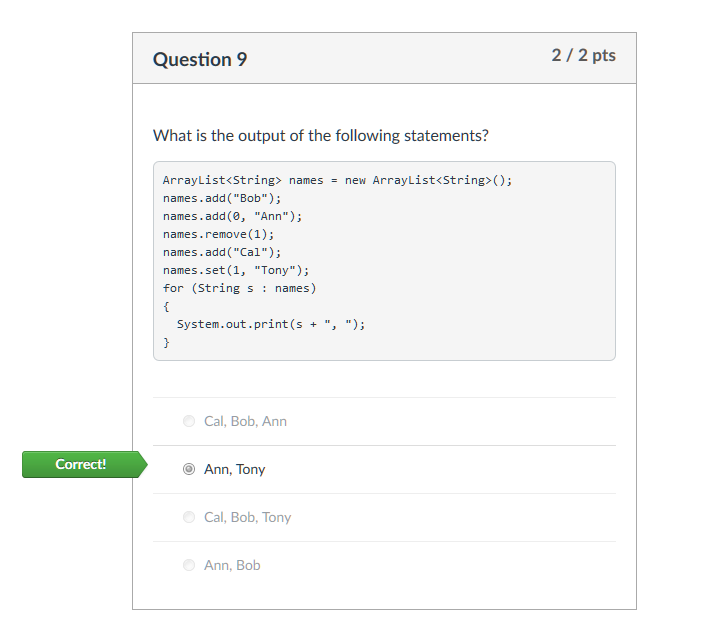 Question 9
2 / 2 pts
What is the output of the following statements?
ArrayList<String> names = new ArrayList<String>();
names.add("Bob");
names.add(0, "Ann");
names.remove(1);
names.add("Cal");
names.set(1, "Tony");
for (String s : names)
{
  System.out.print(s + ", ");
}
Cal, Bob, Ann
Correct!
Ann, Tony
Cal, Bob, Tony
Ann, Bob